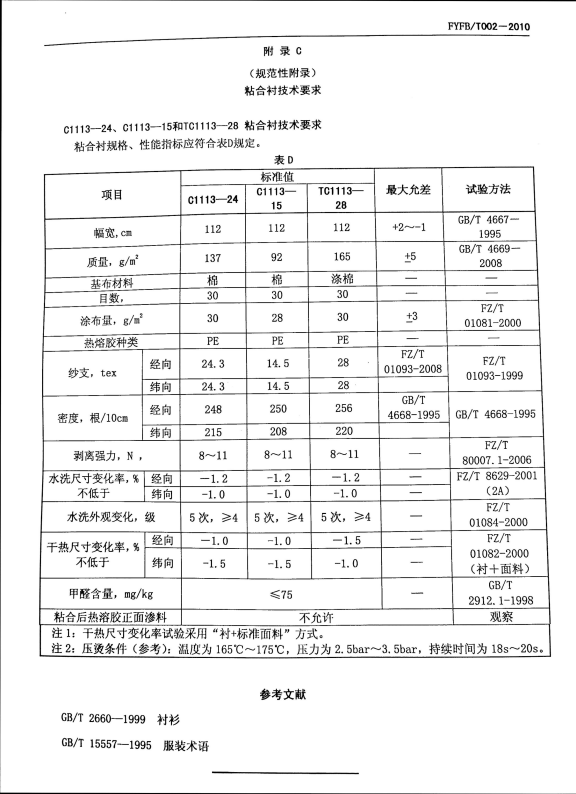 FYFB/T002—2010
附 录 C
（规范性附录）
粘合衬技术要求
C1113—24、C1113—15和TC1113—28 粘合衬技术要求
粘合衬规格、性能指标应符合表D规定。
表 D
项目 标准值 最大允差 试验方法
C1113—24 C1113—15 TC1113—28
幅宽,cm 112 112 112 +2～-1 GB/T 4667—1995
质量，g/m² 137 92 165 ±5 GB/T 4669—2008
基布材料 棉 棉 涤棉 — —
目数， 30 30 30 — —
涂布量，g/m² 30 28 30 ±3 FZ/T 01081-2000
热熔胶种类 PE PE PE — —
纱支，tex 经向 24.3 14.5 28 FZ/T 01093-2008 FZ/T 01093-1999
纬向 24.3 14.5 28
密度，根/10cm 经向 248 250 256 GB/T 4668-1995 GB/T 4668-1995
纬向 215 208 220
剥离强力，N ， 8～11 8～11 8～11 — FZ/T 80007.1-2006
水洗尺寸变化率，% 不低于 经向 —1.2 -1.2 —1.2 — FZ/T 8629-2001 （2A）
纬向 -1.0 -1.0 -1.0 —
水洗外观变化，级 5 次，≥4 5 次，≥4 5 次，≥4 — FZ/T 01084-2000
干热尺寸变化率，% 不低于 经向 —1.0 -1.0 —1.5 — FZ/T 01082-2000 （衬＋面料）
纬向 -1.5 -1.5 -1.0 —
甲醛含量，mg/kg ≤75 — GB/T 2912.1-1998
粘合后热溶胶正面渗料 不允许 观察
注 1：干热尺寸变化率试验采用“衬+标准面料”方式。
注 2：压烫条件（参考）：温度为 165℃～175℃，压力为 2.5bar～3.5bar，持续时间为 18s～20s。
参考文献
GB/T 2660—1999 衬衫
GB/T 15557—1995 服装术语